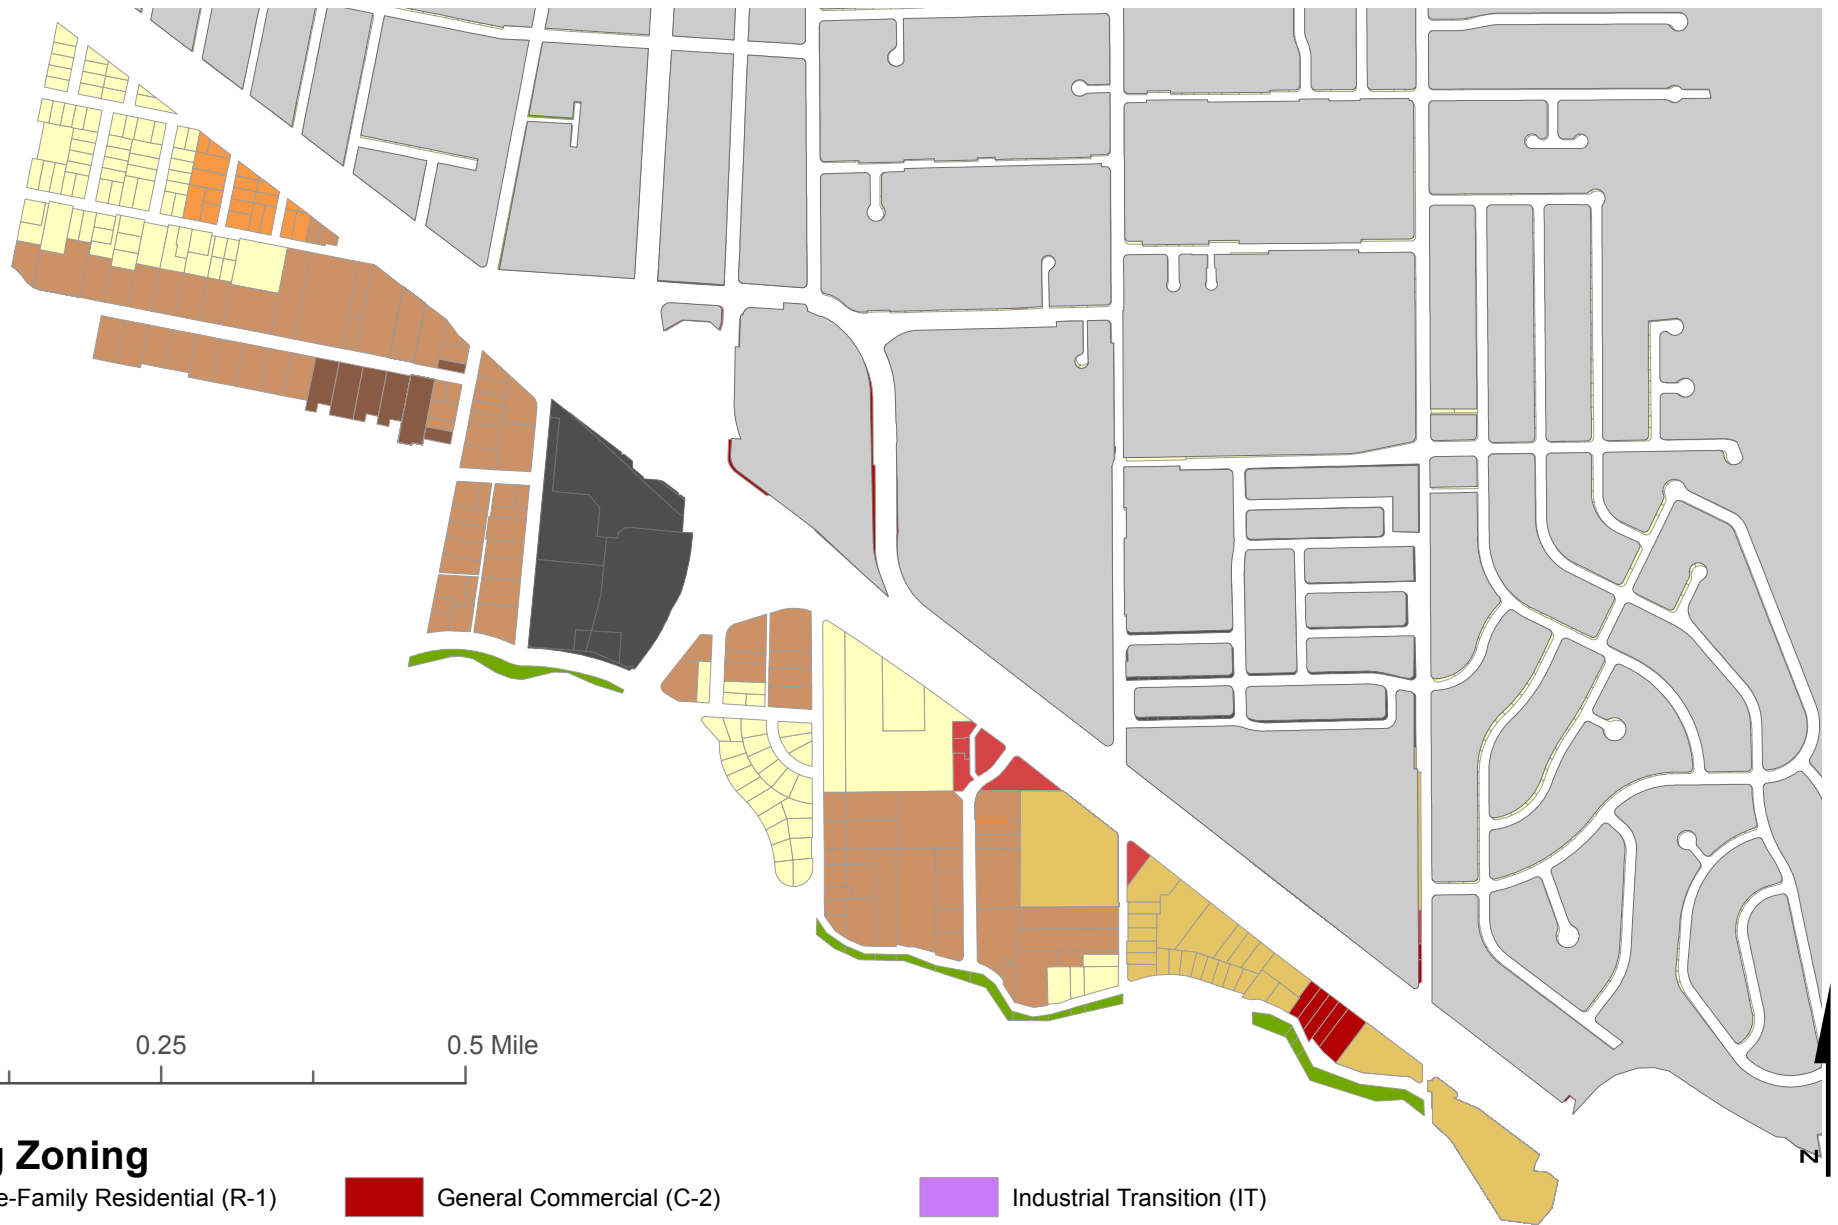 0.25 0.5 Mile
g Zoning
e-Family Residential (R-1) General Commercial (C-2) Industrial Transition (IT)
N